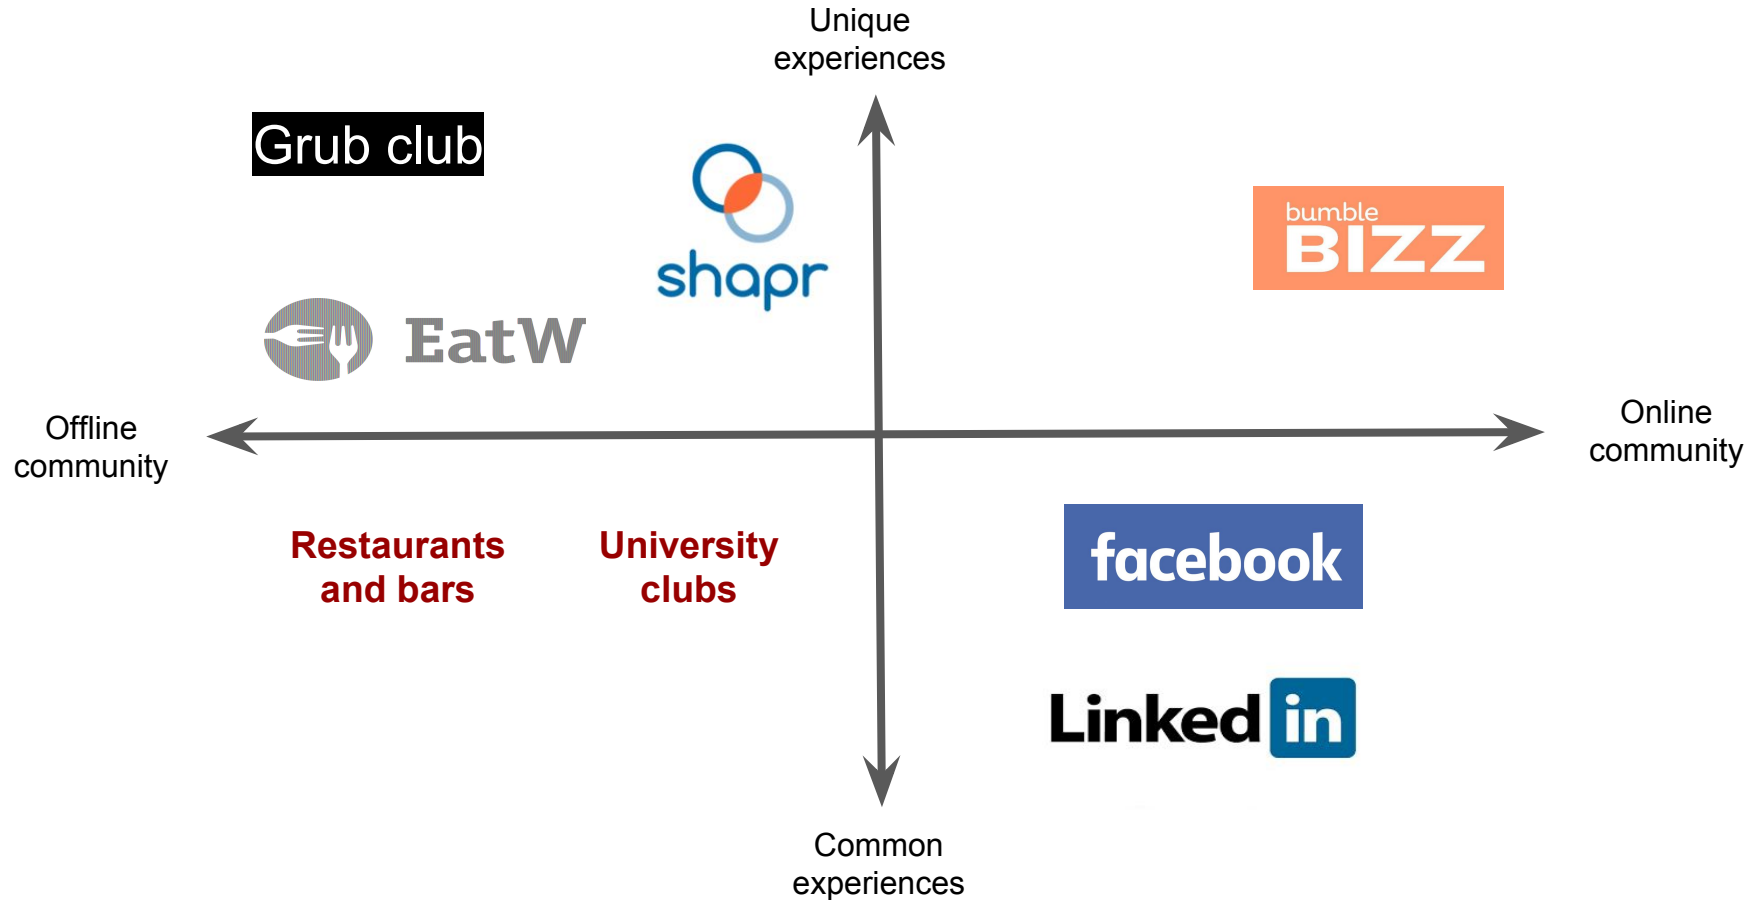 Unique
experiences
Grub club
shapr
bumble
BIZZ
EatW
Offline
community
Online
community
Restaurants
and bars
University
clubs
facebook
Linked in
Common
experiences